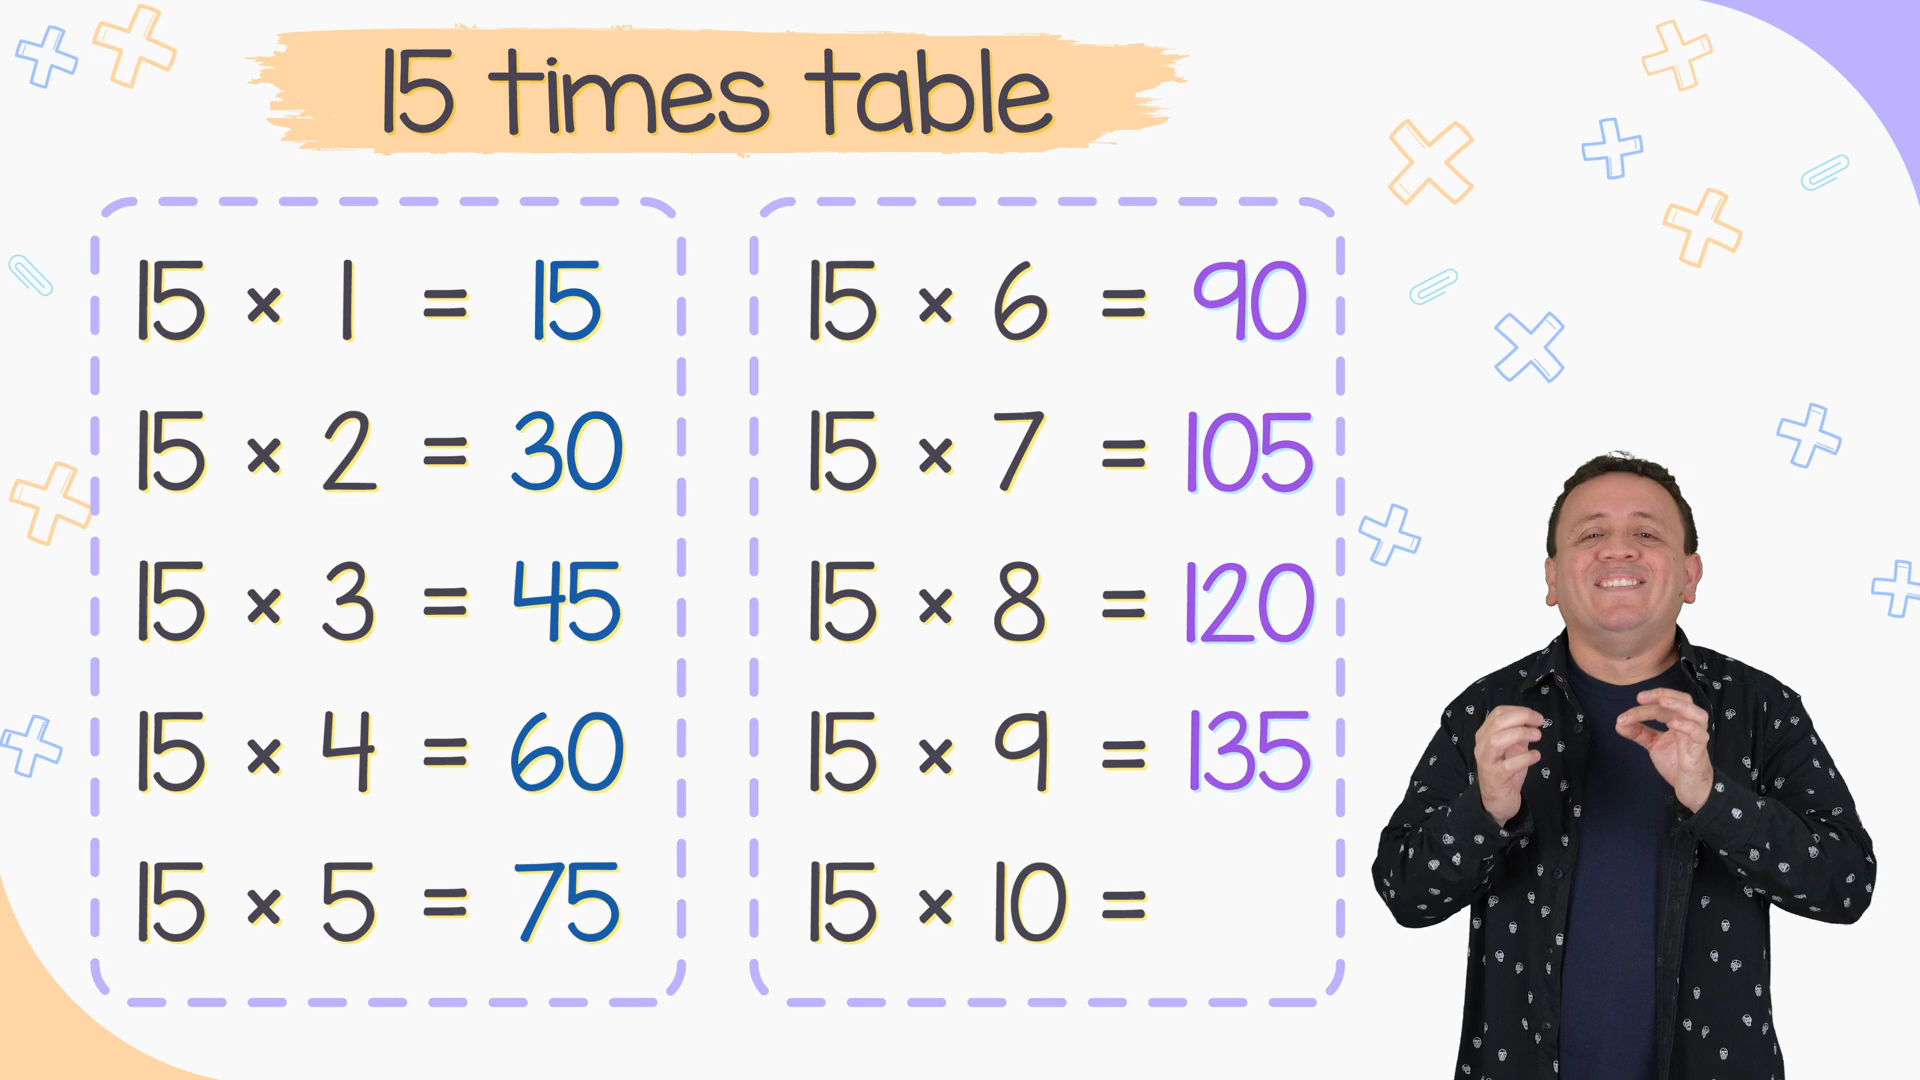 15 times table
15 × 1 = 15
15 × 2 = 30
15 × 3 = 45
15 × 4 = 60
15 × 5 = 75
15 × 6 = 90
15 × 7 = 105
15 × 8 = 120
15 × 9 = 135
15 × 10 =